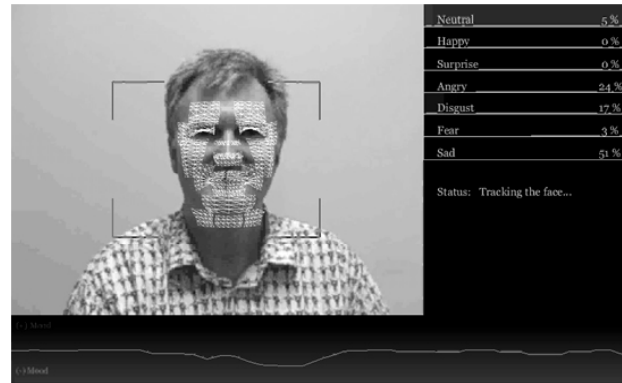 Neutral 5 %
Happy 0 %
Surprise 0 %
Angry 24 %
Disgust 17 %
Fear 3 %
Sad 51 %
Status: Tracking the face...
(+) Mood
(-) Mood